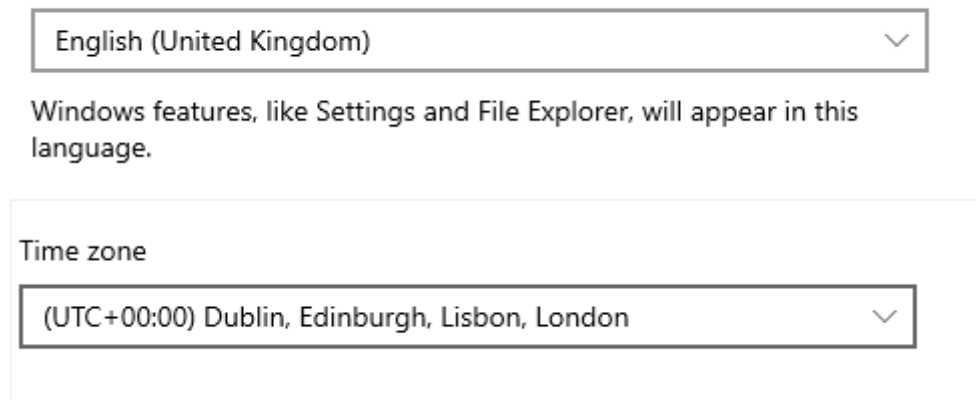 English (United Kingdom)
Windows features, like Settings and File Explorer, will appear in this
language.
Time zone
(UTC+00:00) Dublin, Edinburgh, Lisbon, London